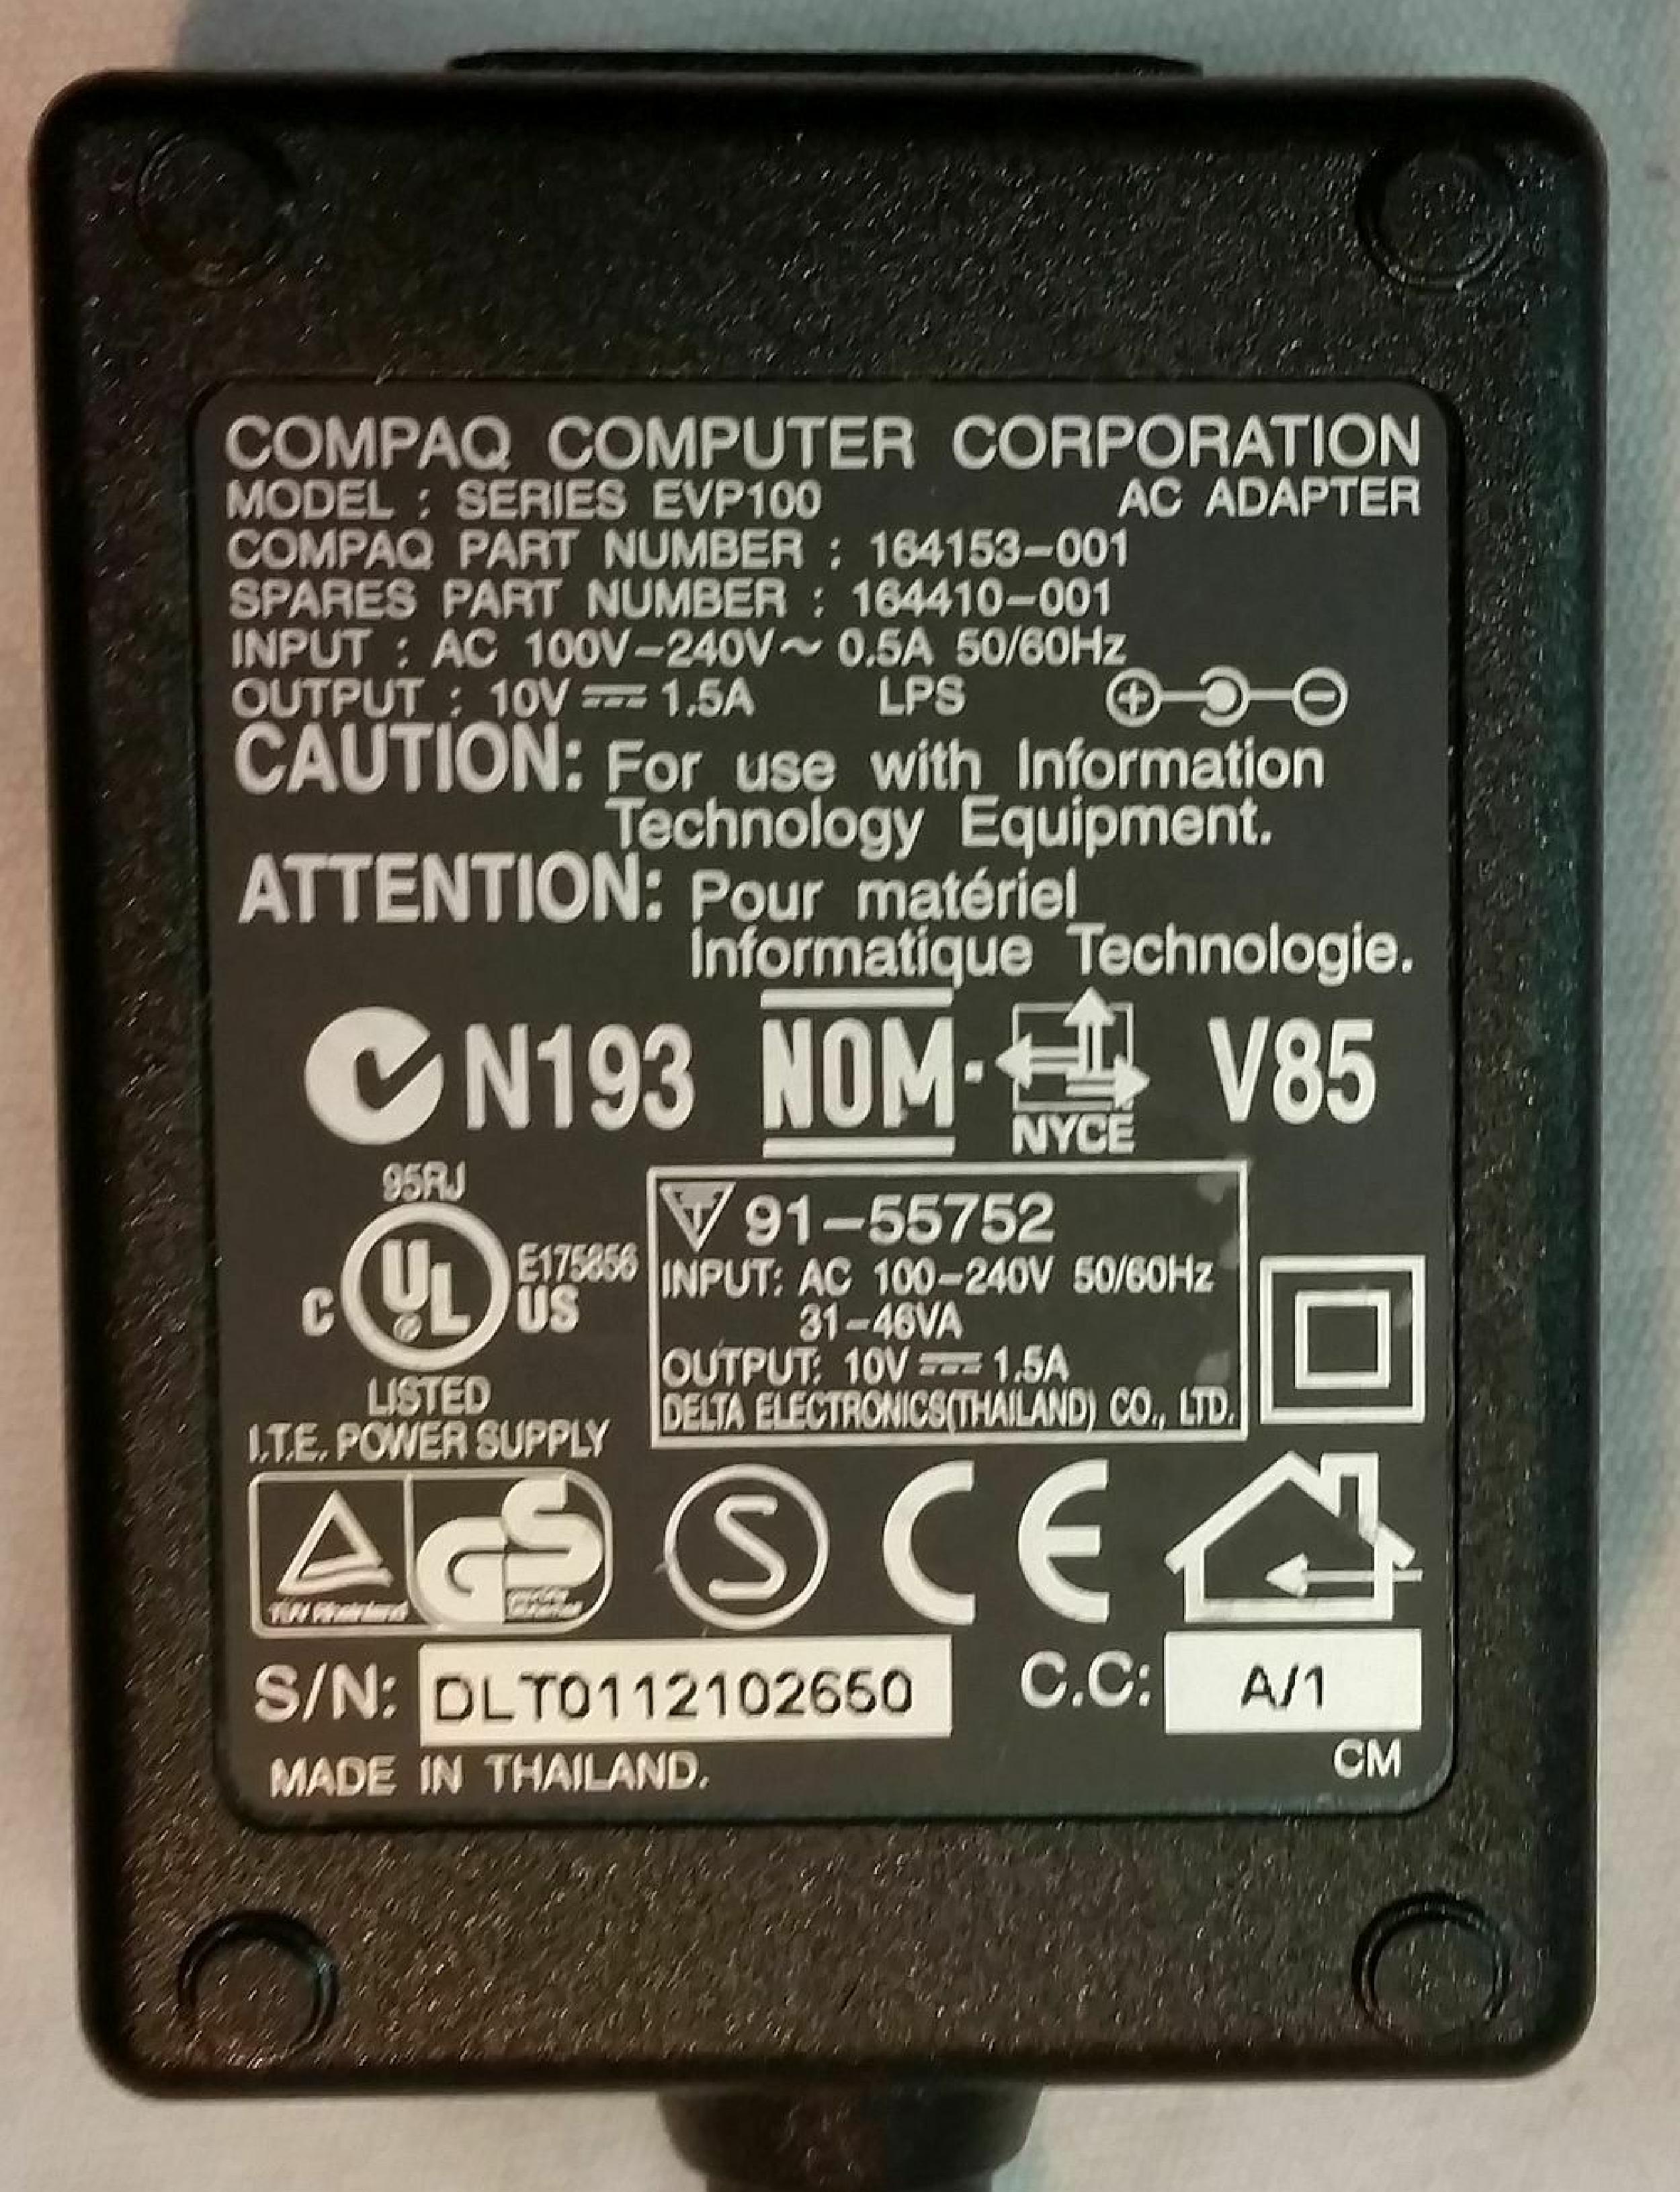 COMPAQ COMPUTER CORPORATION
MODEL : SERIES EVP100 AC ADAPTER
COMPAQ PART NUMBER : 164153-001
SPARES PART NUMBER : 164410-001
INPUT : AC 100V-240V~ 0.5A 50/60Hz
OUTPUT : 10V ⎓ 1.5A LPS
CAUTION: For use with Information
Technology Equipment.
ATTENTION: Pour matériel
Informatique Technologie.
N193 NOM NYCE V85
95RJ
C UL US E175856
LISTED
I.T.E. POWER SUPPLY
T 91-55752
INPUT: AC 100-240V 50/60Hz
31-46VA
OUTPUT: 10V ⎓ 1.5A
DELTA ELECTRONICS(THAILAND) CO., LTD.
TÜV Rheinland GS S CE
S/N: DLT0112102650 C.C: A/1
MADE IN THAILAND. CM